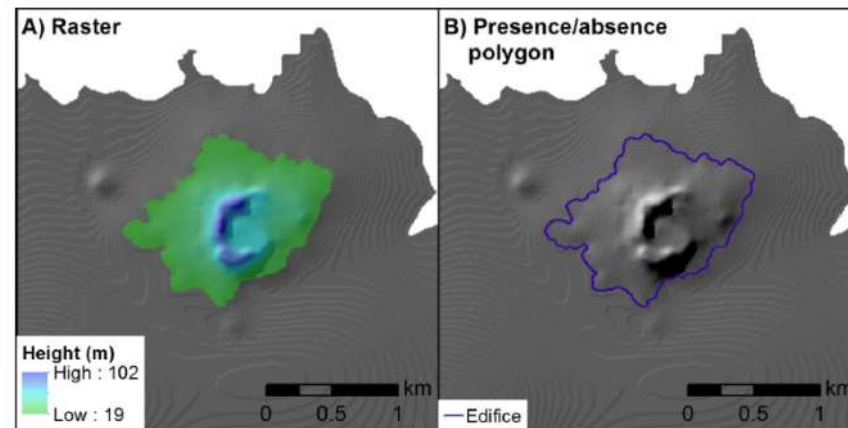 A) Raster
Height (m)
High : 102
Low : 19
km
0 0.5 1
B) Presence/absence
polygon
Edifice
km
0 0.5 1